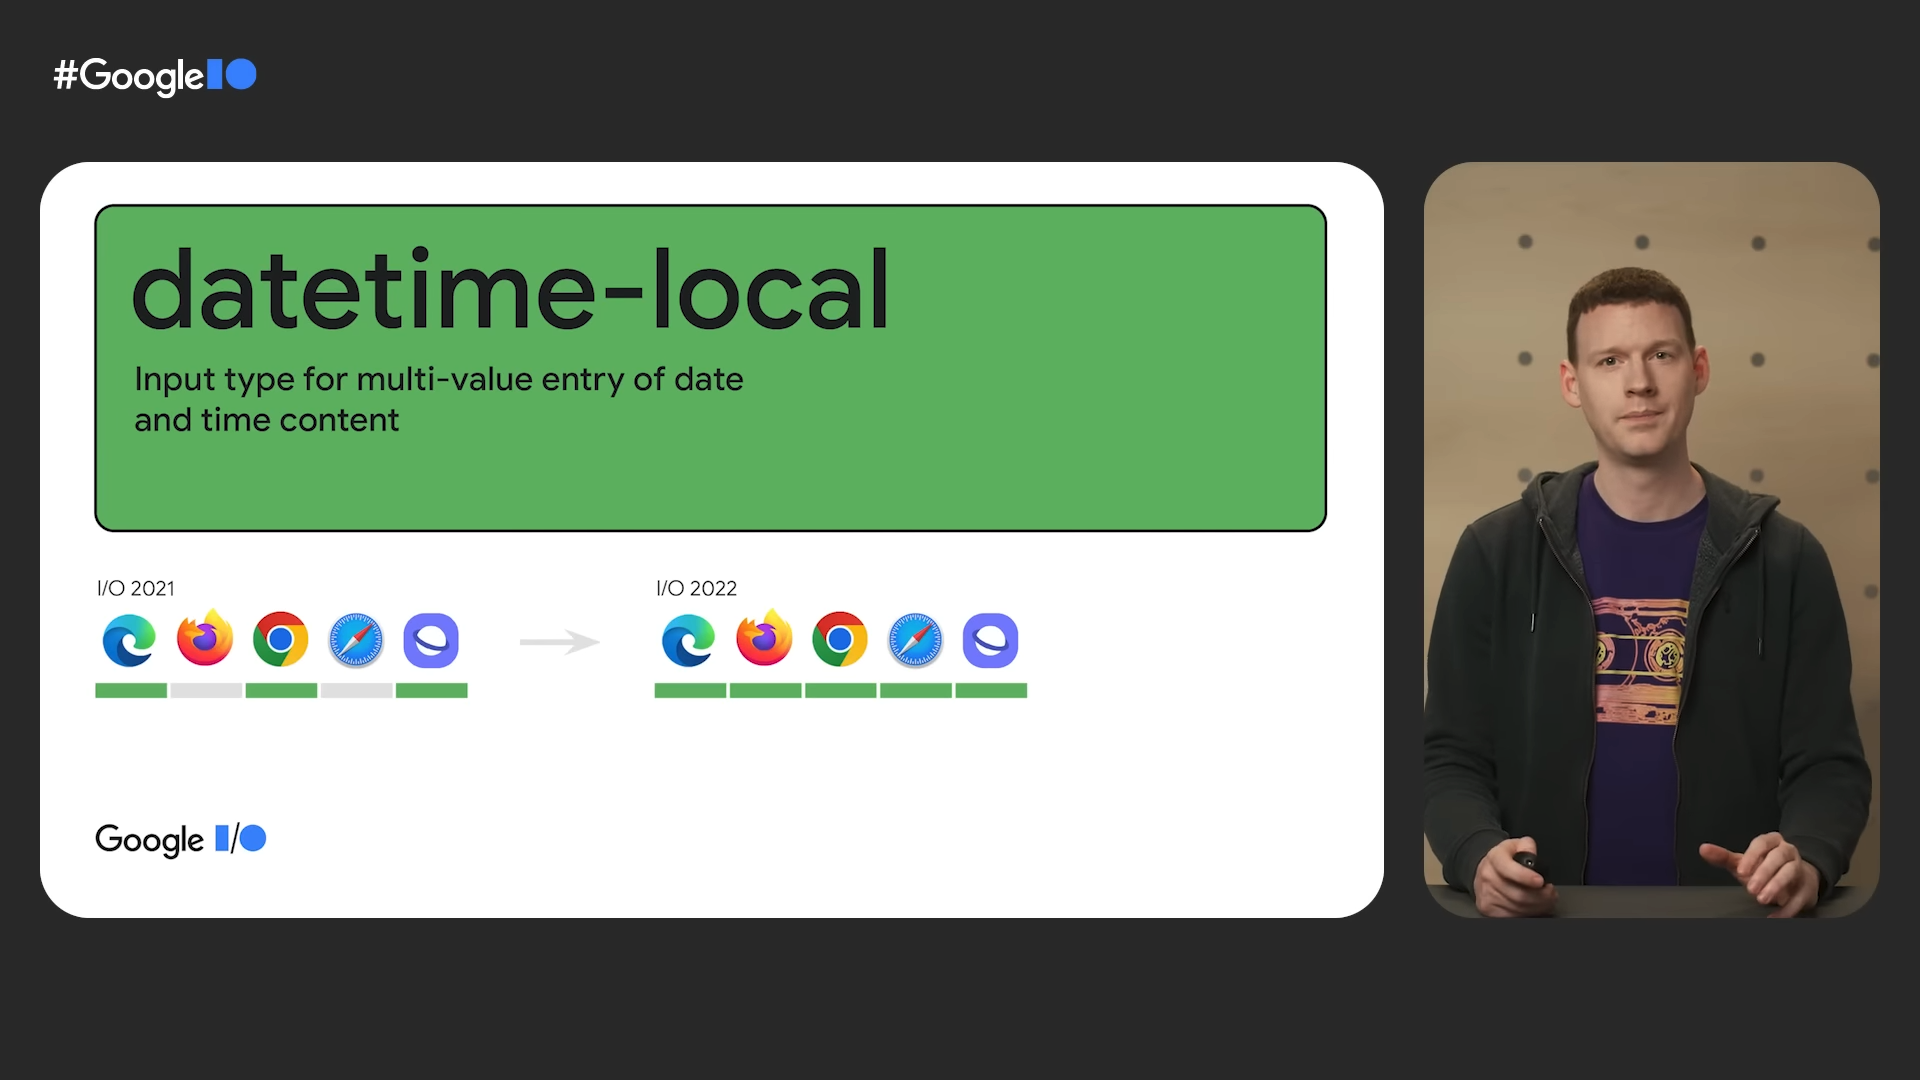 #GoogleIO
datetime-local
Input type for multi-value entry of date
and time content
I/O 2021
I/O 2022
Google I/O